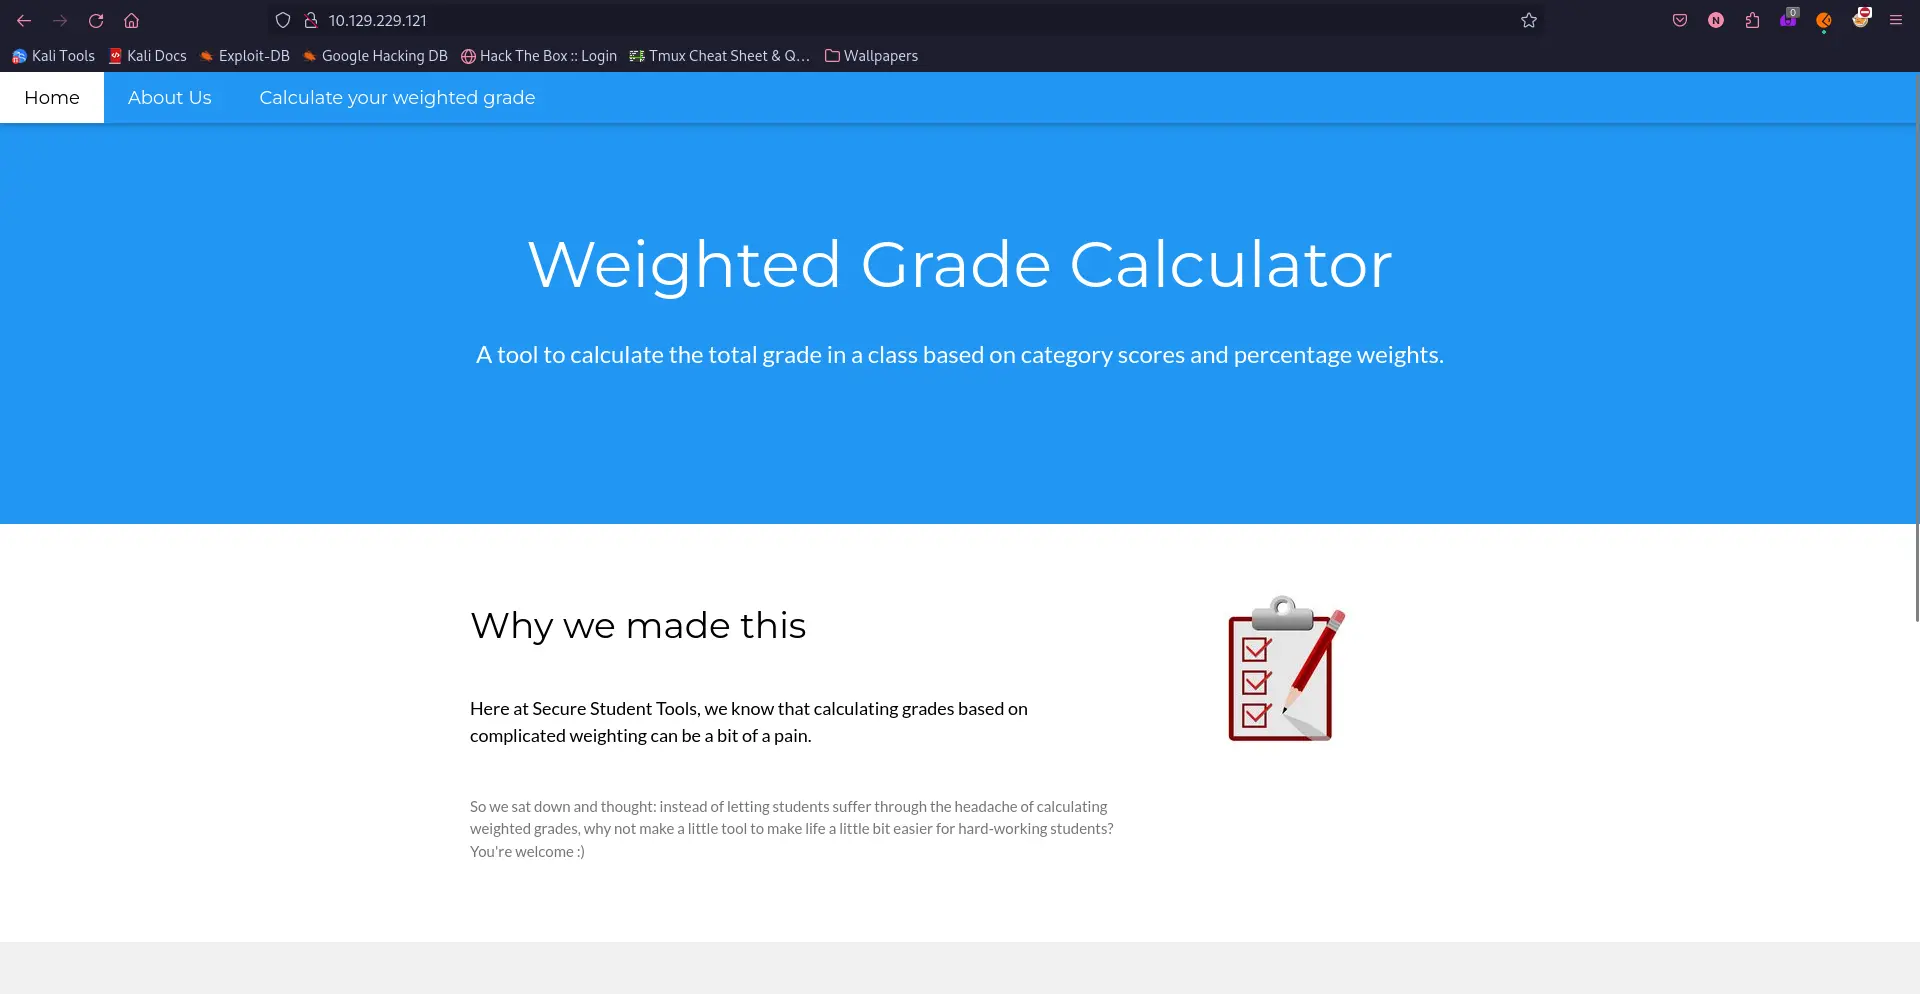 10.129.229.121
0
N
Kali Tools Kali Docs Exploit-DB Google Hacking DB Hack The Box :: Login Tmux Cheat Sheet & Q… Wallpapers
Home About Us Calculate your weighted grade
Weighted Grade Calculator
A tool to calculate the total grade in a class based on category scores and percentage weights.
Why we made this
Here at Secure Student Tools, we know that calculating grades based on
complicated weighting can be a bit of a pain.
So we sat down and thought: instead of letting students suffer through the headache of calculating
weighted grades, why not make a little tool to make life a little bit easier for hard-working students?
You're welcome :)